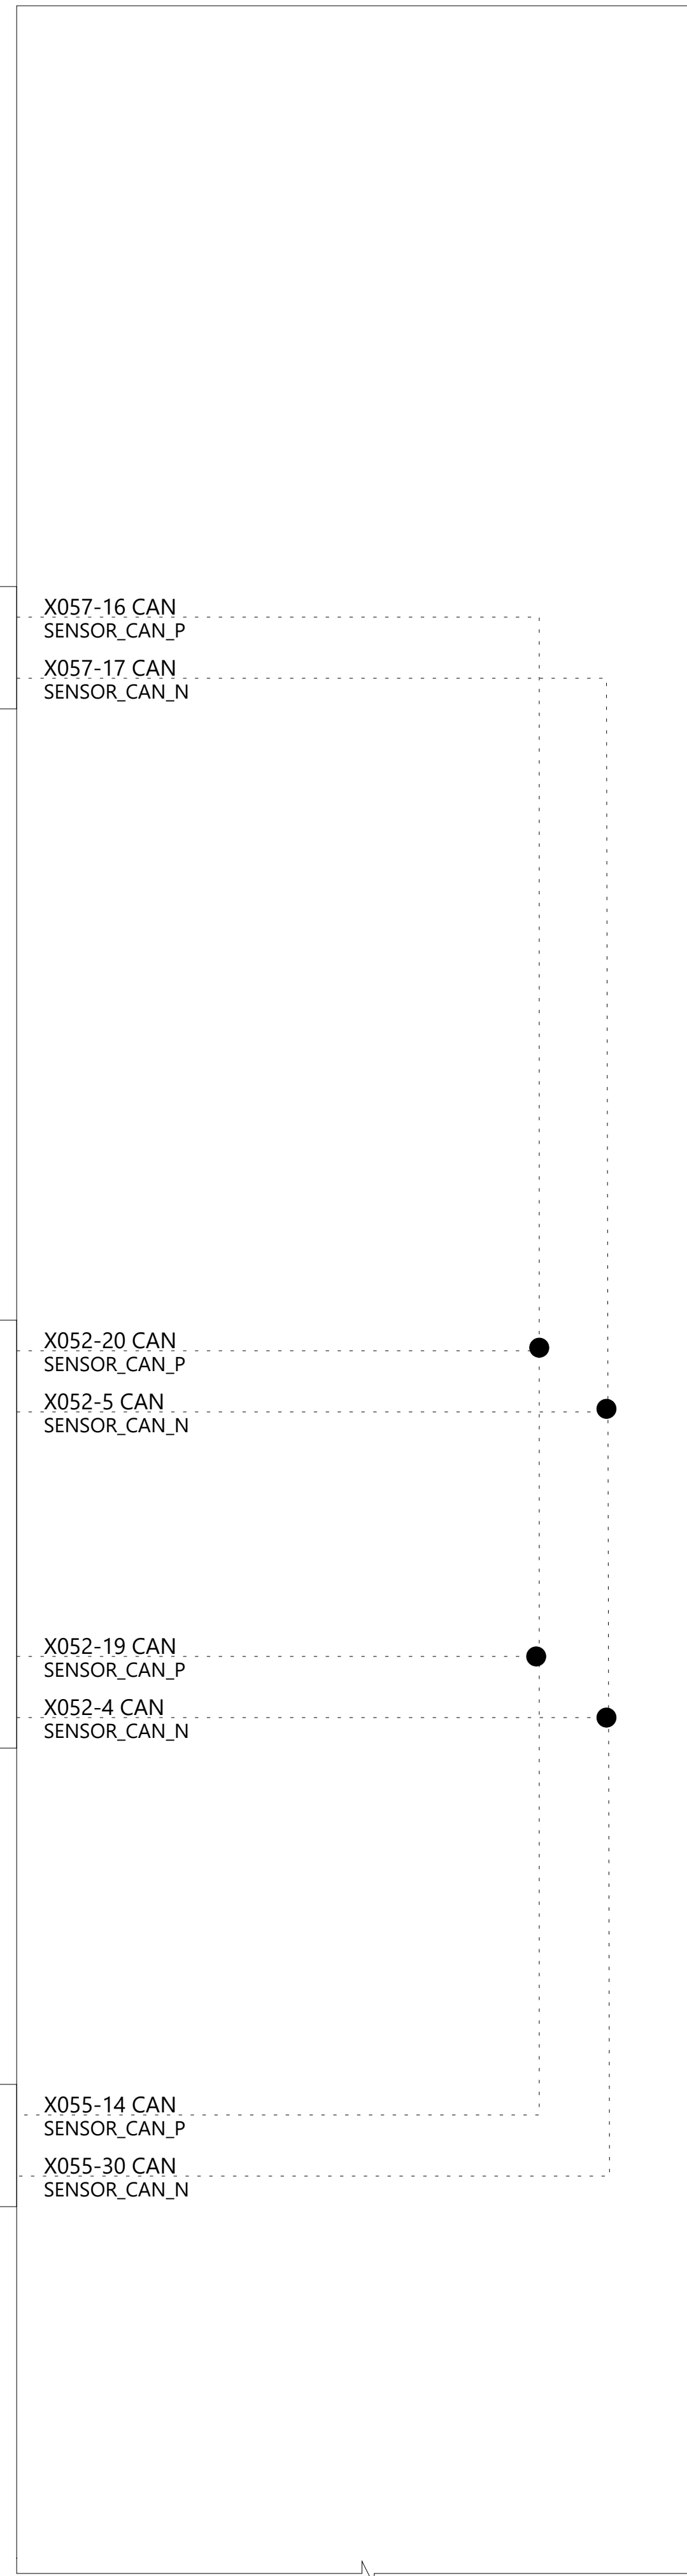 X057-16 CAN
SENSOR_CAN_P
X057-17 CAN
SENSOR_CAN_N
X052-20 CAN
SENSOR_CAN_P
X052-5 CAN
SENSOR_CAN_N
X052-19 CAN
SENSOR_CAN_P
X052-4 CAN
SENSOR_CAN_N
X055-14 CAN
SENSOR_CAN_P
X055-30 CAN
SENSOR_CAN_N